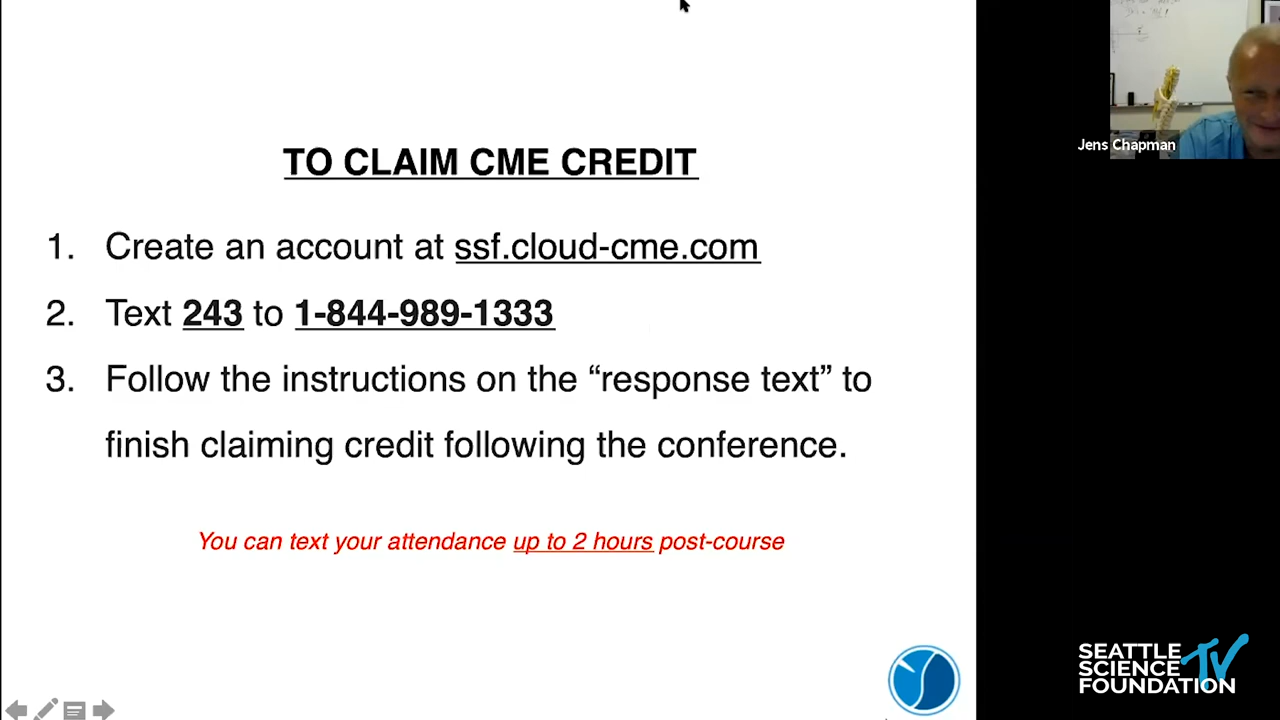 TO CLAIM CME CREDIT
1. Create an account at ssf.cloud-cme.com
2. Text 243 to 1-844-989-1333
3. Follow the instructions on the “response text” to
finish claiming credit following the conference.
You can text your attendance up to 2 hours post-course
Jens Chapman
SEATTLE
SCIENCE TV
FOUNDATION